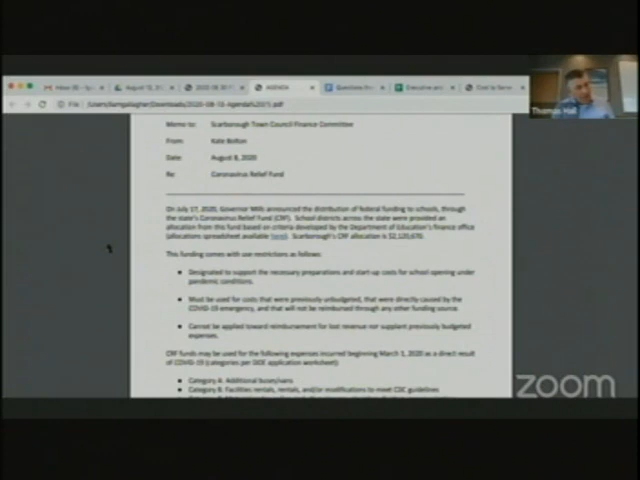 AGENDA
File
Thomas Hall
Memo to: Scarborough Town Council Finance Committee
From: Kate Bolton
Date: August 8, 2020
Re: Coronavirus Relief Fund
On July 17, 2020, Governor Mills announced the distribution of federal funding to schools, through
the state's Coronavirus Relief Fund (CRF). School districts across the state were provided an
allocation from this fund based on criteria developed by the Department of Education's finance office
(allocations spreadsheet available here). Scarborough's CRF allocation is
This funding comes with use restrictions as follows:
• Designated to support the necessary preparations and start-up costs for school opening under
pandemic conditions.
• Must be used for costs that were previously unbudgeted, that were directly caused by the
COVID-19 emergency, and that will not be reimbursed through any other funding source
• Cannot be applied toward reimbursement for lost revenue nor supplant previously budgeted
expenses.
CRF funds may be used for the following expenses incurred beginning March 1, 2020 as a direct result
of COVID-19 (categories per DOE application worksheet):
• Category A: Additional buses/vans
• Category B: Facilities rentals, rentals, and/or modifications to meet CDC guidelines
zoom